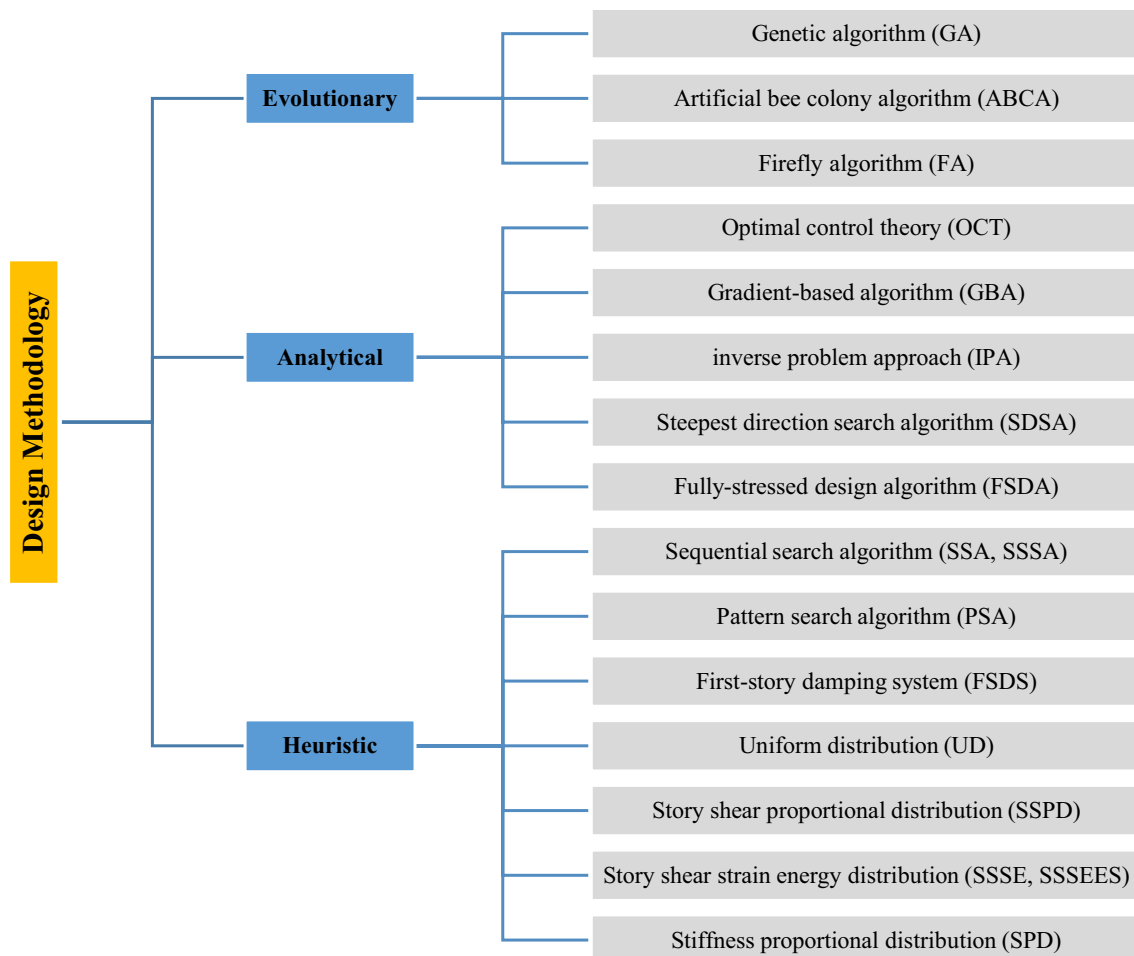 Design Methodology
Evolutionary
Genetic algorithm (GA)
Artificial bee colony algorithm (ABCA)
Firefly algorithm (FA)
Analytical
Optimal control theory (OCT)
Gradient-based algorithm (GBA)
inverse problem approach (IPA)
Steepest direction search algorithm (SDSA)
Fully-stressed design algorithm (FSDA)
Heuristic
Sequential search algorithm (SSA, SSSA)
Pattern search algorithm (PSA)
First-story damping system (FSDS)
Uniform distribution (UD)
Story shear proportional distribution (SSPD)
Story shear strain energy distribution (SSSE, SSSEES)
Stiffness proportional distribution (SPD)